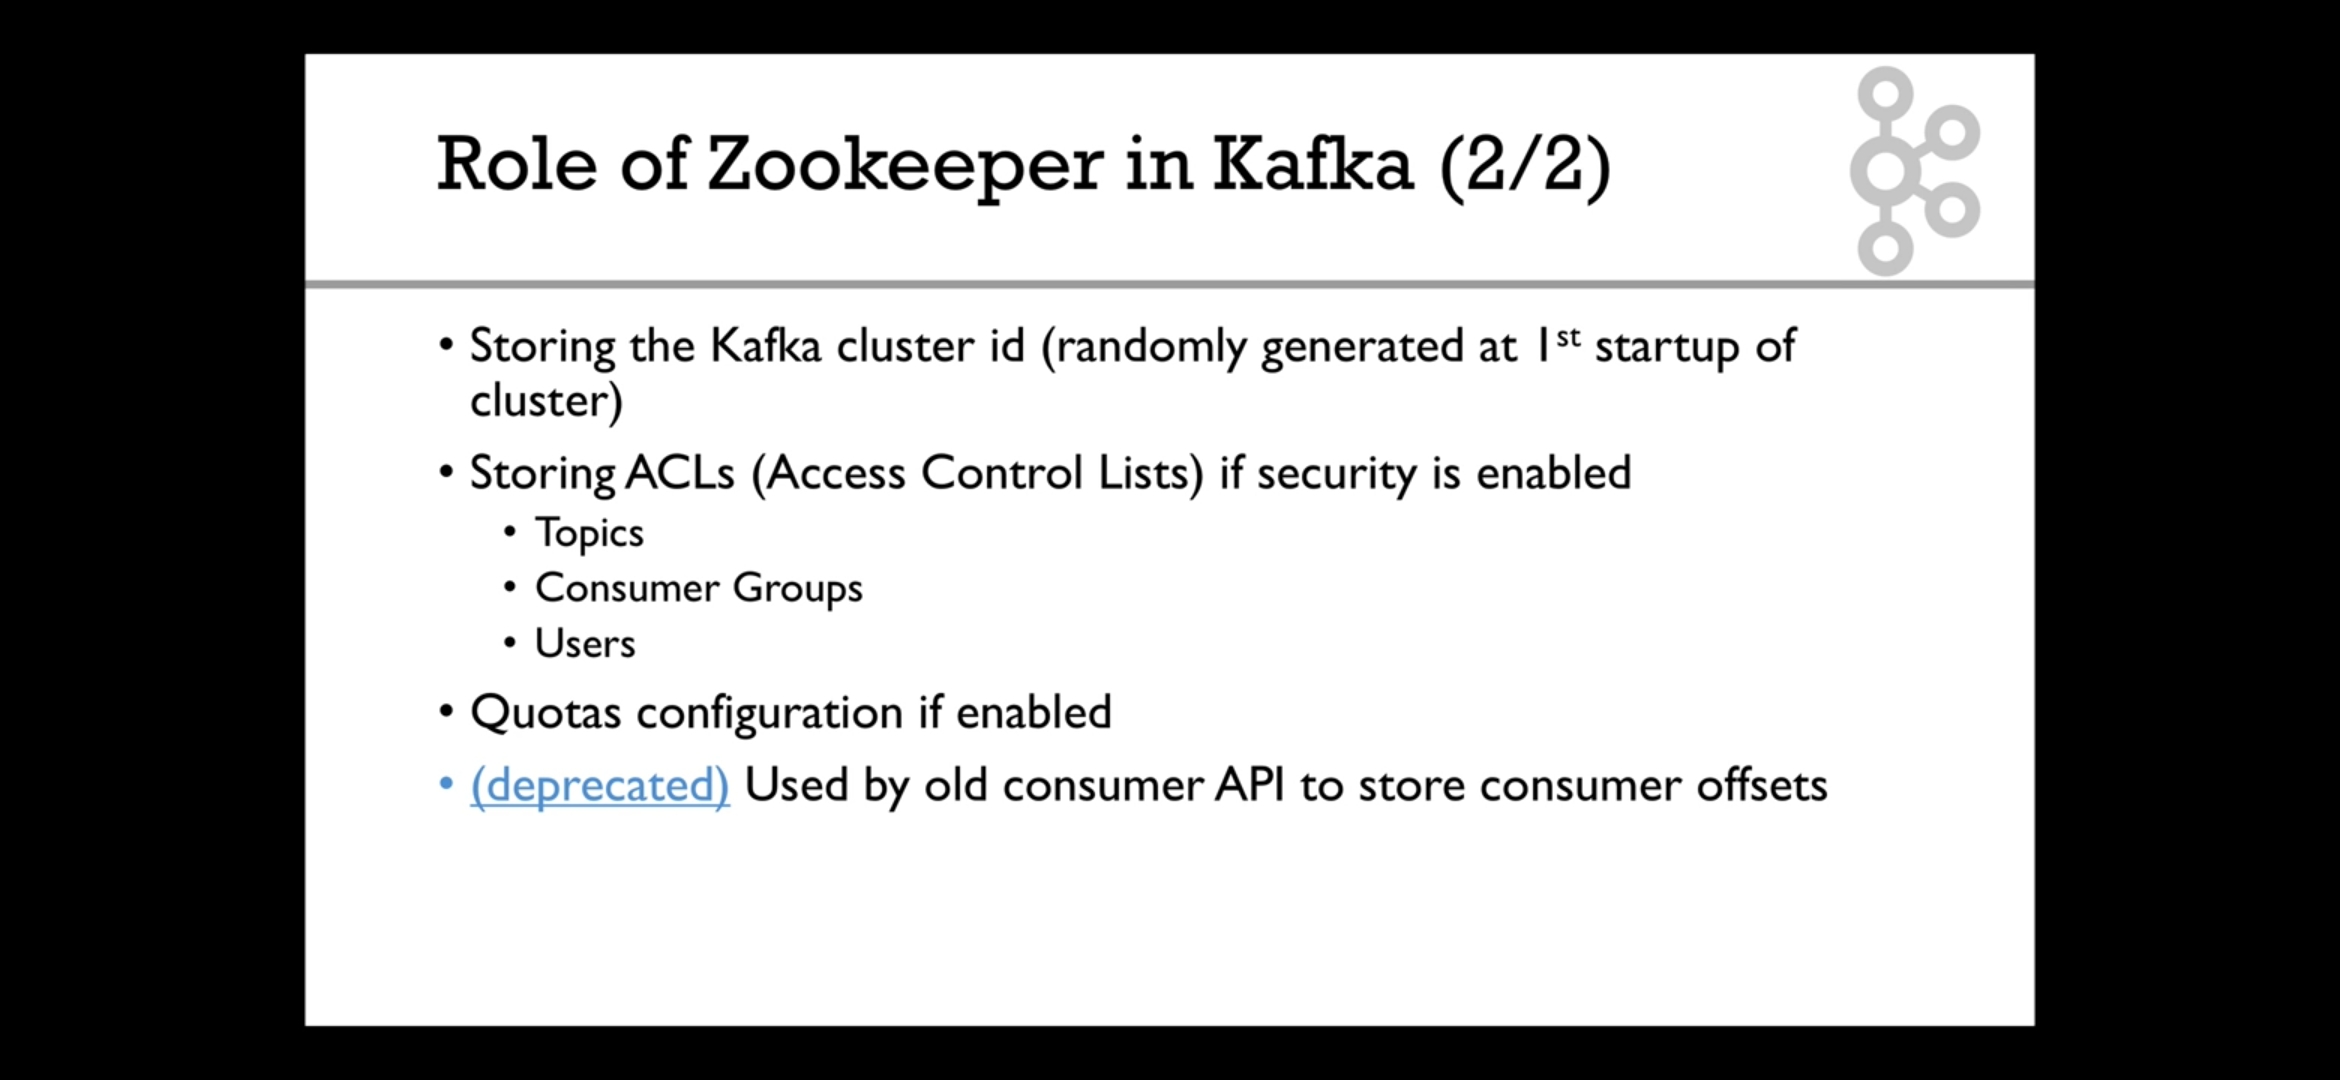 Role of Zookeeper in Kafka (2/2)
• Storing the Kafka cluster id (randomly generated at 1st startup of
cluster)
• Storing ACLs (Access Control Lists) if security is enabled
• Topics
• Consumer Groups
• Users
• Quotas configuration if enabled
• (deprecated) Used by old consumer API to store consumer offsets